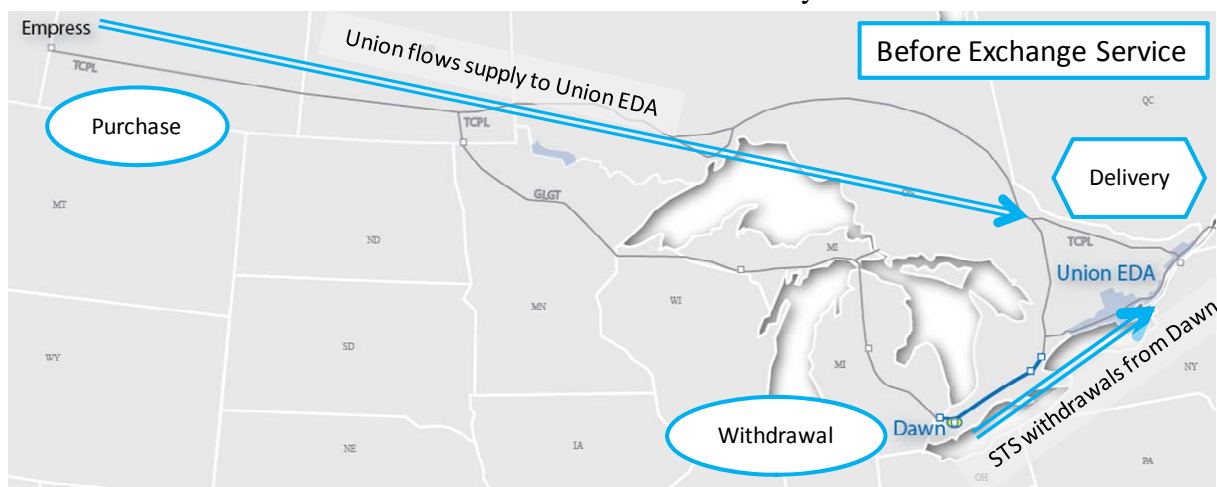 Empress
Before Exchange Service
Union flows supply to Union EDA
TCPL
QC
Purchase
TCPL
Delivery
GLGT
ON
MT
ND
TCPL
MI
Union EDA
MN
WI
SD
WY
MI
NY
STS withdrawals from Dawn
Withdrawal
Dawn
NE
IA
PA
OH